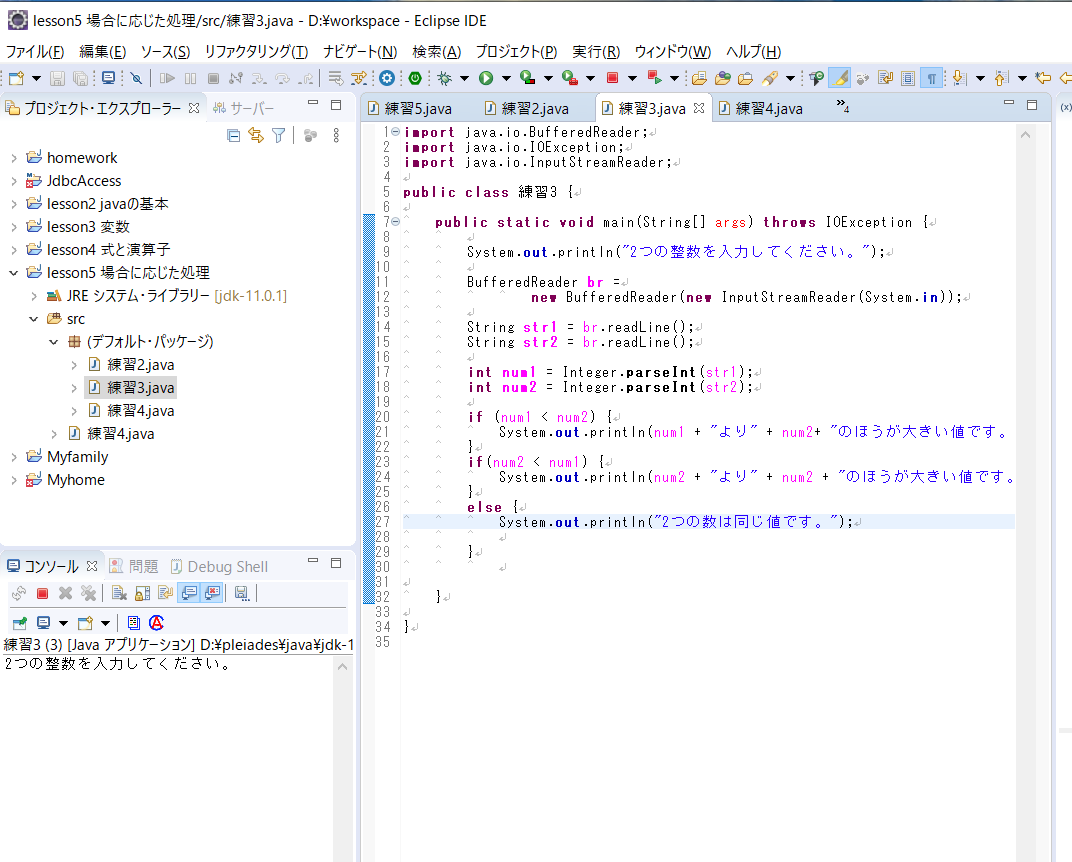 lesson5 場合に応じた処理/src/練習3.java - D:¥workspace - Eclipse IDE
ファイル(F) 編集(E) ソース(S) リファクタリング(T) ナビゲート(N) 検索(A) プロジェクト(P) 実行(R) ウインドウ(W) ヘルプ(H)
プロジェクト・エクスプローラー サーバー
homework
JdbcAccess
lesson2 javaの基本
lesson3 変数
lesson4 式と演算子
lesson5 場合に応じた処理
JRE システム・ライブラリー [jdk-11.0.1]
src
(デフォルト・パッケージ)
練習2.java
練習3.java
練習4.java
練習4.java
Myfamily
Myhome
コンソール 問題 Debug Shell
練習3 (3) [Java アプリケーション] D:¥pleiades¥java¥jdk-1
2つの整数を入力してください。
練習5.java 練習2.java 練習3.java 練習4.java »4
1 import java.io.BufferedReader;
2 import java.io.IOException;
3 import java.io.InputStreamReader;
4
5 public class 練習3 {
6
7 public static void main(String[] args) throws IOException {
8
9 System.out.println("2つの整数を入力してください。");
10
11 BufferedReader br =
12 new BufferedReader(new InputStreamReader(System.in));
13
14 String str1 = br.readLine();
15 String str2 = br.readLine();
16
17 int num1 = Integer.parseInt(str1);
18 int num2 = Integer.parseInt(str2);
19
20 if (num1 < num2) {
21 System.out.println(num1 + "より" + num2+ "のほうが大きい値です。
22 }
23 if(num2 < num1) {
24 System.out.println(num2 + "より" + num2 + "のほうが大きい値です。
25 }
26 else {
27 System.out.println("2つの数は同じ値です。");
28
29 }
30
31
32 }
33
34 }
35
(x)